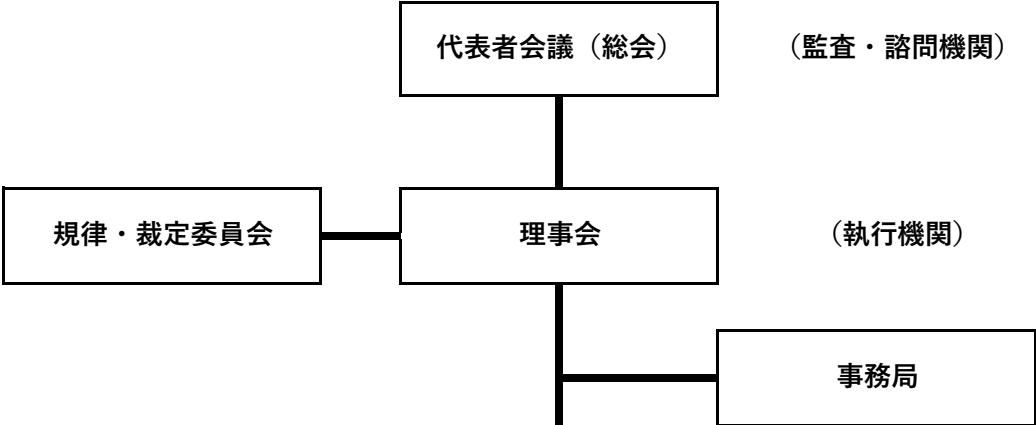 代表者会議（総会）
（監査・諮問機関）
規律・裁定委員会
理事会
（執行機関）
事務局